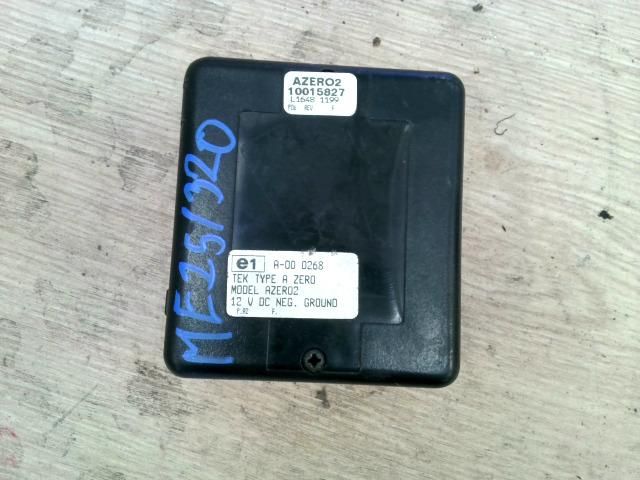 AZERO2
10015827
L1648 1199
PCB REV F
e1 A-00 0268
TEK TYPE A ZERO
MODEL AZERO2
12 V DC NEG. GROUND
P.R2 F.
ME251920